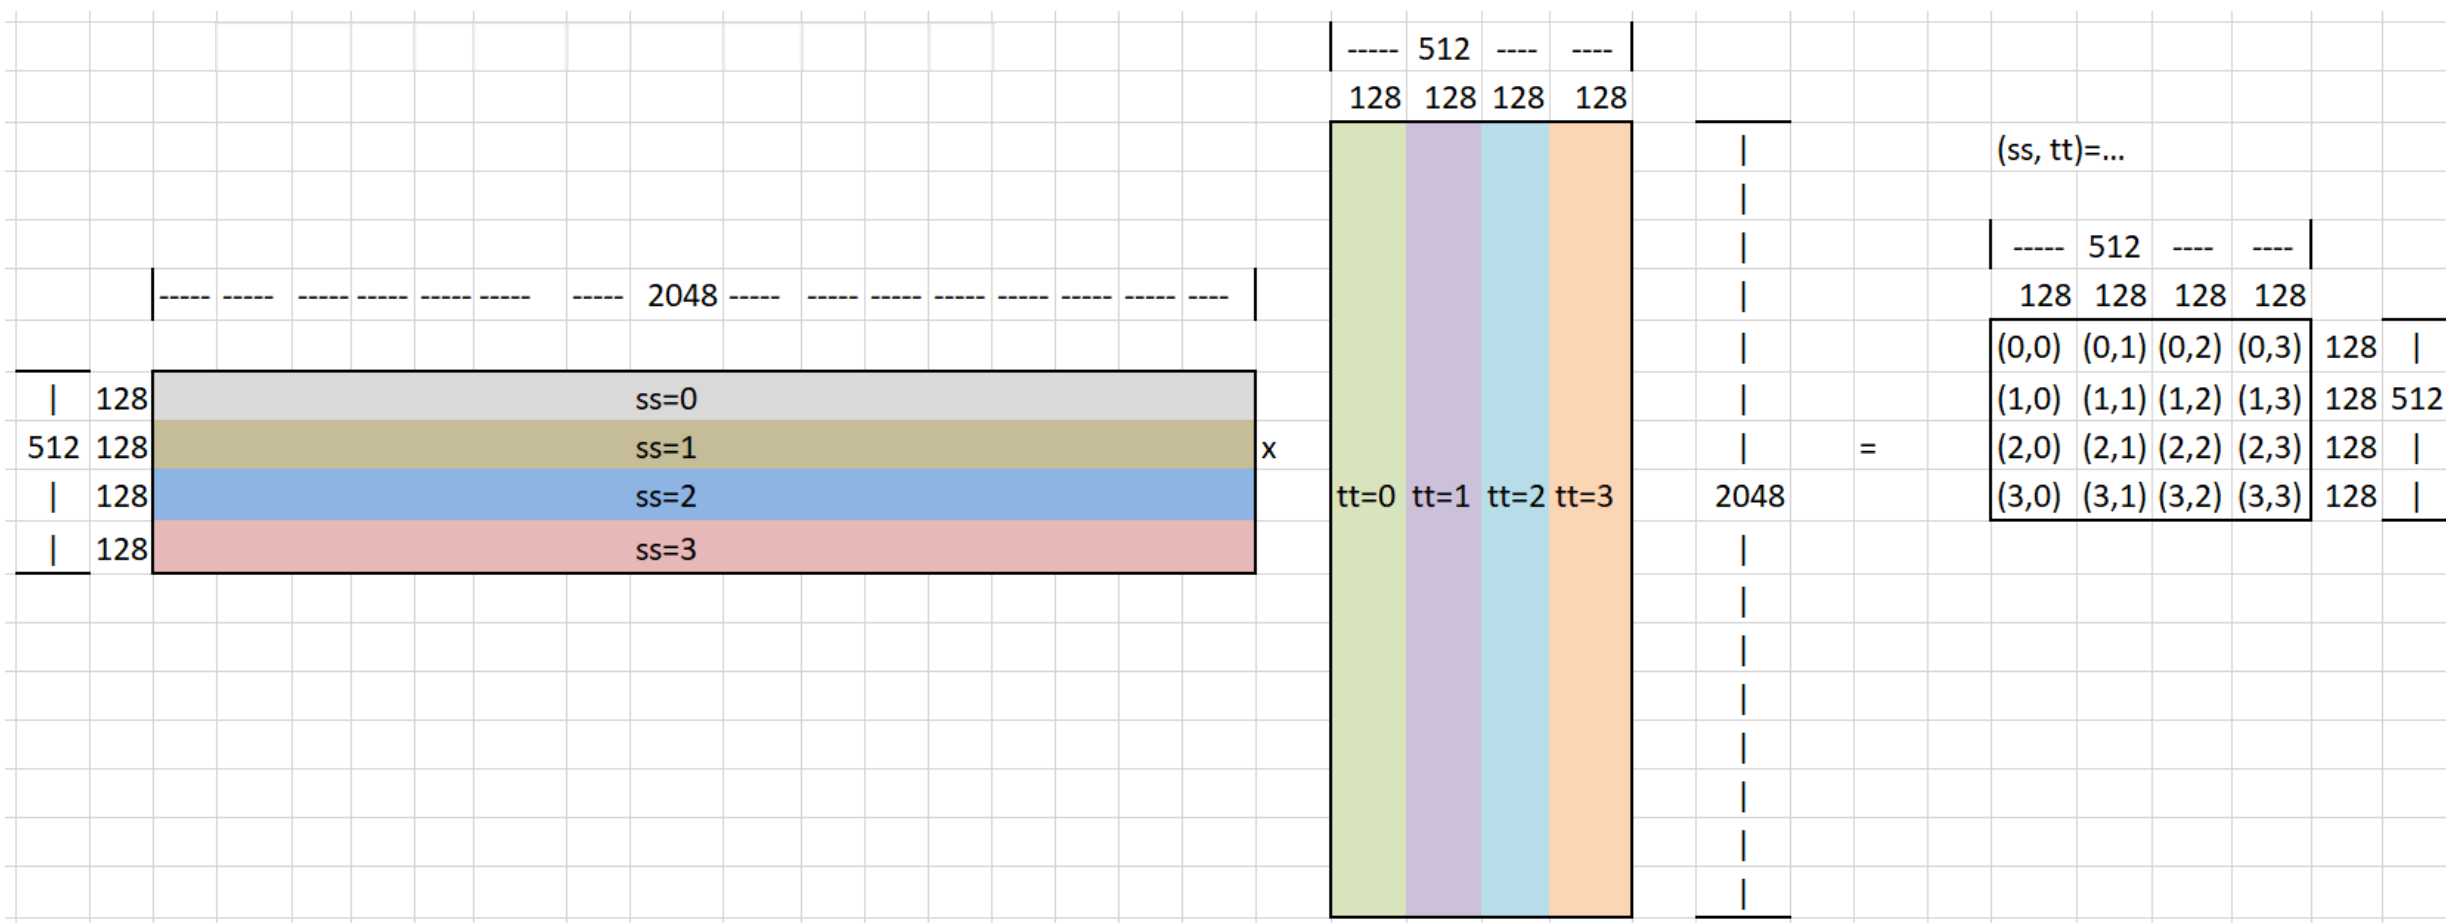 ----- 512 ---- ----
128 128 128 128
(ss, tt)=...
----- 512 ---- ----
----- ----- ----- ----- ----- ----- ----- 2048 ----- ----- ----- ----- ----- ----- ----- ----
128 128 128 128
(0,0) (0,1) (0,2) (0,3) 128 |
| 128 ss=0 | (1,0) (1,1) (1,2) (1,3) 128 512
512 128 ss=1 x | = (2,0) (2,1) (2,2) (2,3) 128 |
| 128 ss=2 tt=0 tt=1 tt=2 tt=3 2048 (3,0) (3,1) (3,2) (3,3) 128 |
| 128 ss=3 |